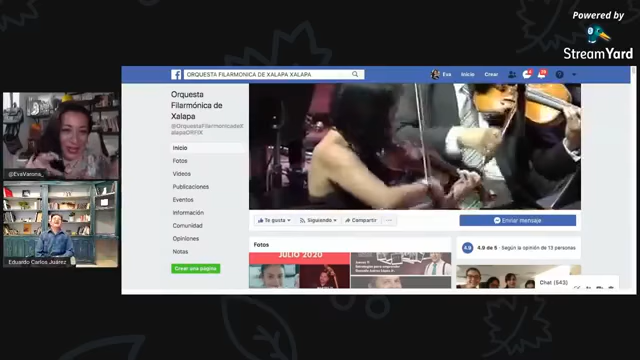 Powered by
StreamYard
ORQUESTA FILARMONICA DE XALAPA XALAPA
Eva
Inicio
Crear
Orquesta
Filarmónica de
Xalapa
Inicio
Fotos
Videos
Publicaciones
Eventos
Información
Comunidad
Opiniones
Notas
Crear una página
Te gusta
Siguiendo
Compartir
Enviar mensaje
Fotos
JULIO 2020
4.9
4.9 de 5 · Según la opinión de 13 personas
Chat (543)
@EvaVarona_
Eduardo Carlos Juárez